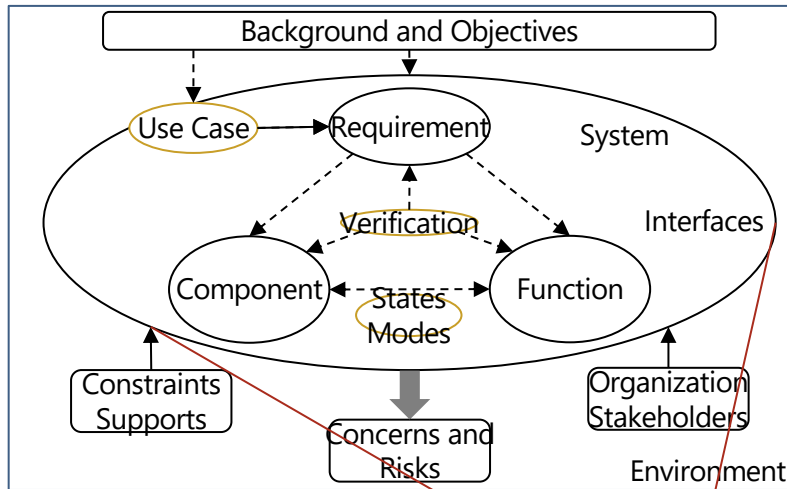 Background and Objectives
Use Case
Requirement
System
Verification
Interfaces
Component
States
Modes
Function
Constraints
Supports
Organization
Stakeholders
Concerns and
Risks
Environment